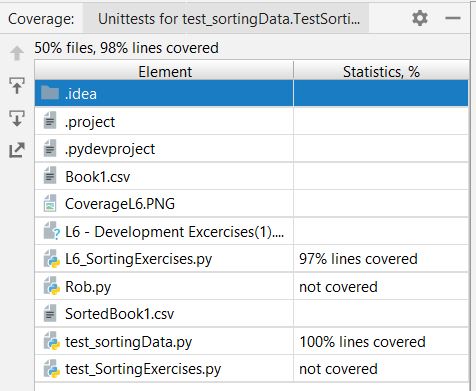 Coverage: Unittests for test_sortingData.TestSorti...
50% files, 98% lines covered
Element Statistics, %
.idea
.project
.pydevproject
Book1.csv
CoverageL6.PNG
L6 - Development Excercises(1)....
L6_SortingExercises.py 97% lines covered
Rob.py not covered
SortedBook1.csv
test_sortingData.py 100% lines covered
test_SortingExercises.py not covered